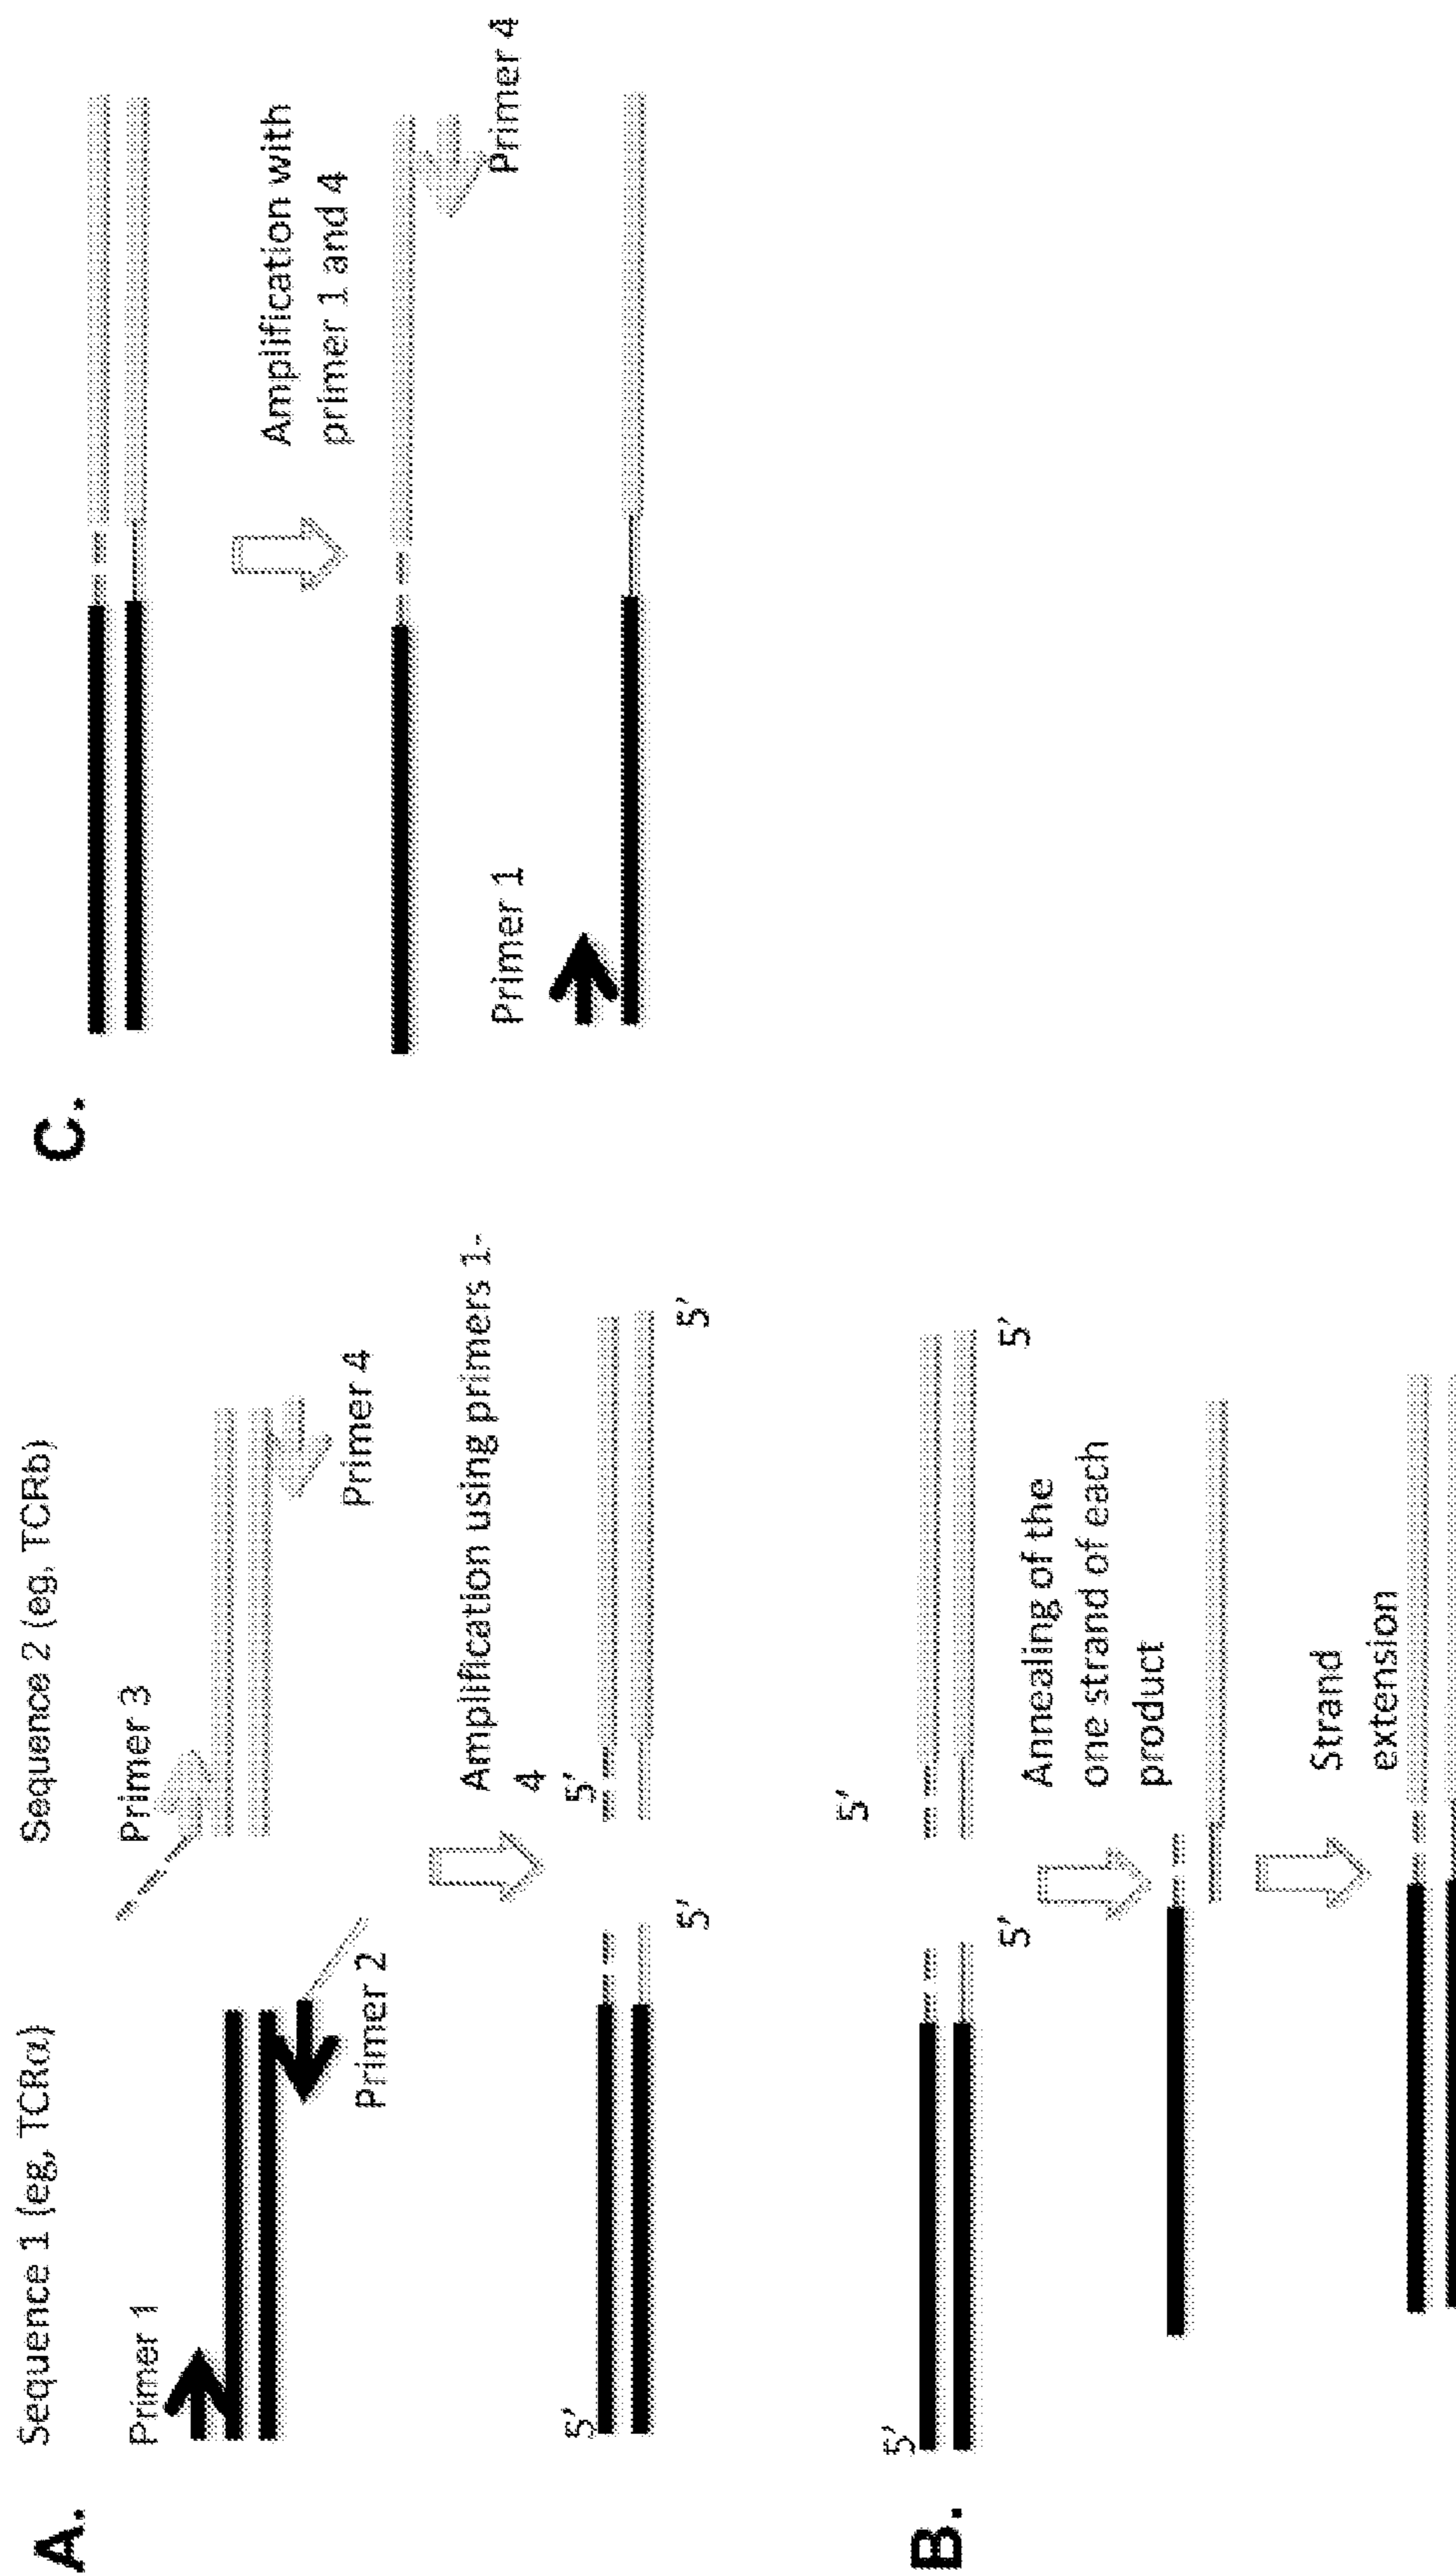 A.
Sequence 1 (eg, TCRα)
Sequence 2 (eg, TCRb)
Primer 1
Primer 3
Primer 2
Primer 4
Amplification using primers 1-
4
5'
5'
5'
5'
B.
5'
5'
5'
5'
Annealing of the
one strand of each
product
Strand
extension
C.
Amplification with
primer 1 and 4
Primer 4
Primer 1